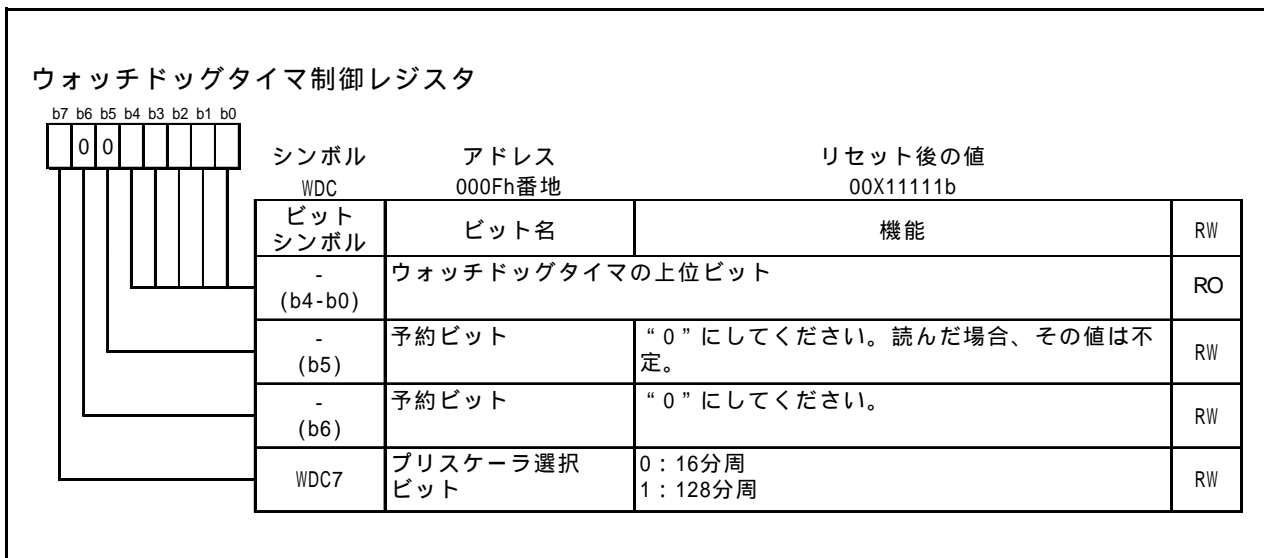 ウォッチドッグタイマ制御レジスタ
b7 b6 b5 b4 b3 b2 b1 b0
0 0
シンボル アドレス リセット後の値
WDC 000Fh番地 00X11111b
ビット
シンボル ビット名 機能 RW
-
(b4-b0) ウォッチドッグタイマの上位ビット RO
-
(b5) 予約ビット “0”にしてください。読んだ場合、その値は不
定。 RW
-
(b6) 予約ビット “0”にしてください。 RW
WDC7 プリスケーラ選択
ビット 0:16分周
1:128分周 RW